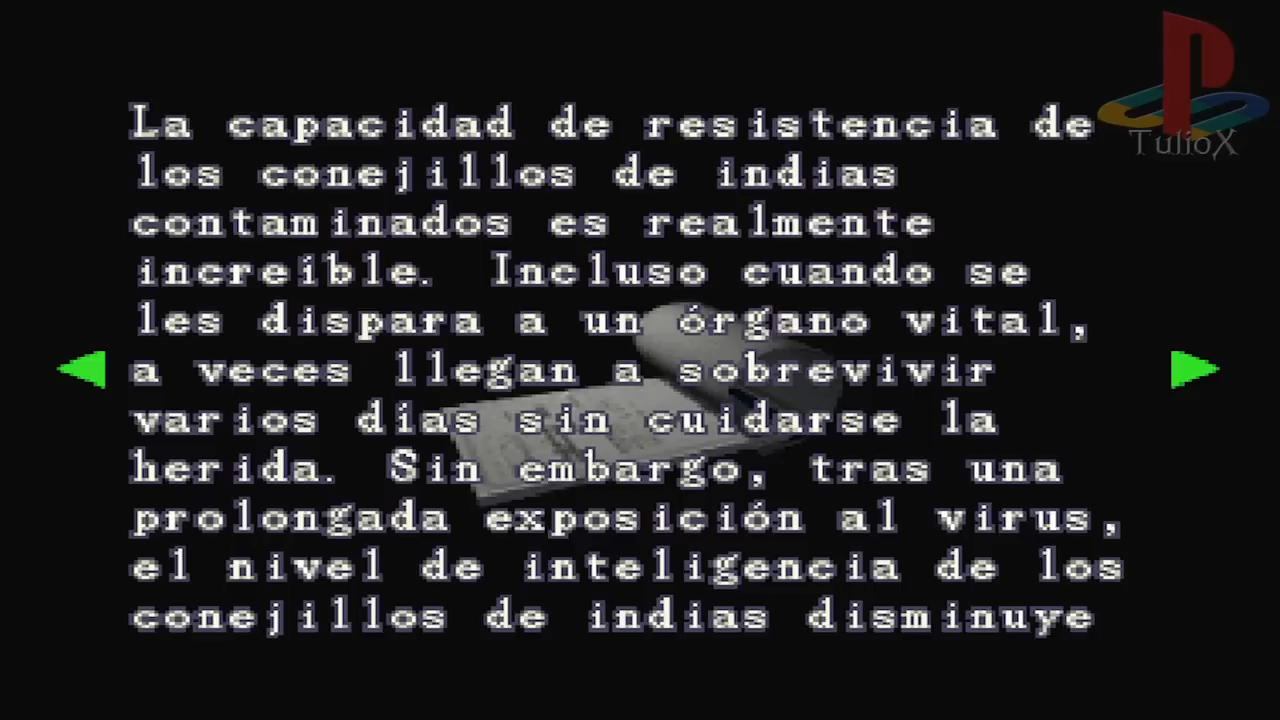 La capacidad de resistencia de
los conejillos de indias
contaminados es realmente
increíble. Incluso cuando se
les dispara a un órgano vital,
a veces llegan a sobrevivir
varios días sin cuidarse la
herida. Sin embargo, tras una
prolongada exposición al virus,
el nivel de inteligencia de los
conejillos de indias disminuye
TulioX